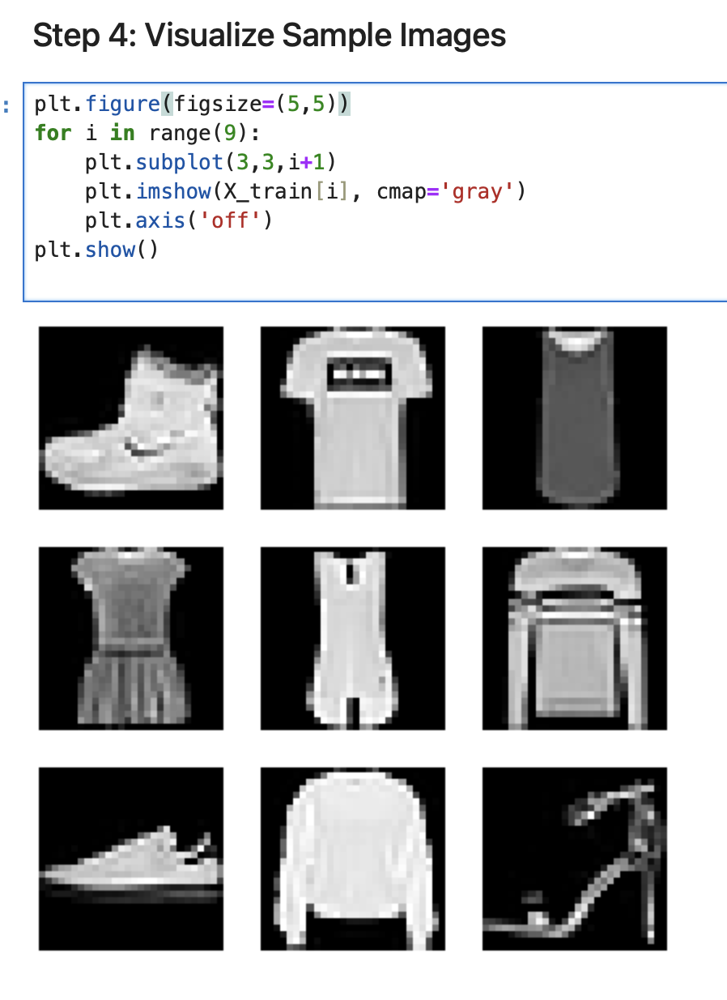 Step 4: Visualize Sample Images
:
plt.figure(figsize=(5,5))
for i in range(9):
    plt.subplot(3,3,i+1)
    plt.imshow(X_train[i], cmap='gray')
    plt.axis('off')
plt.show()